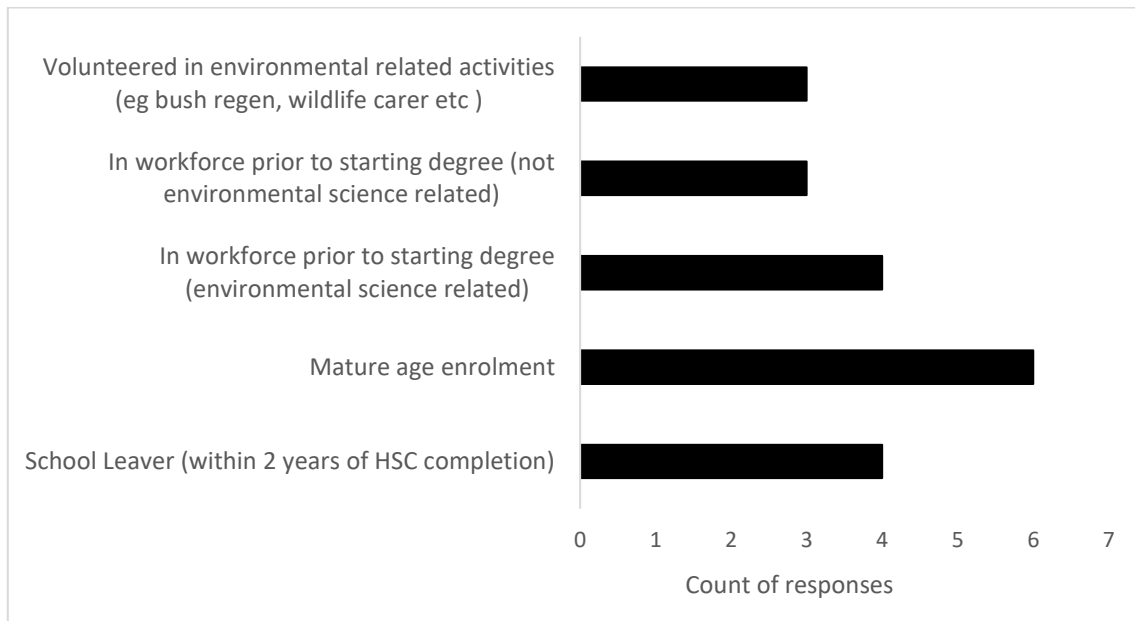 Volunteered in environmental related activities
(eg bush regen, wildlife carer etc )
In workforce prior to starting degree (not
environmental science related)
In workforce prior to starting degree
(environmental science related)
Mature age enrolment
School Leaver (within 2 years of HSC completion)
0 1 2 3 4 5 6 7
Count of responses